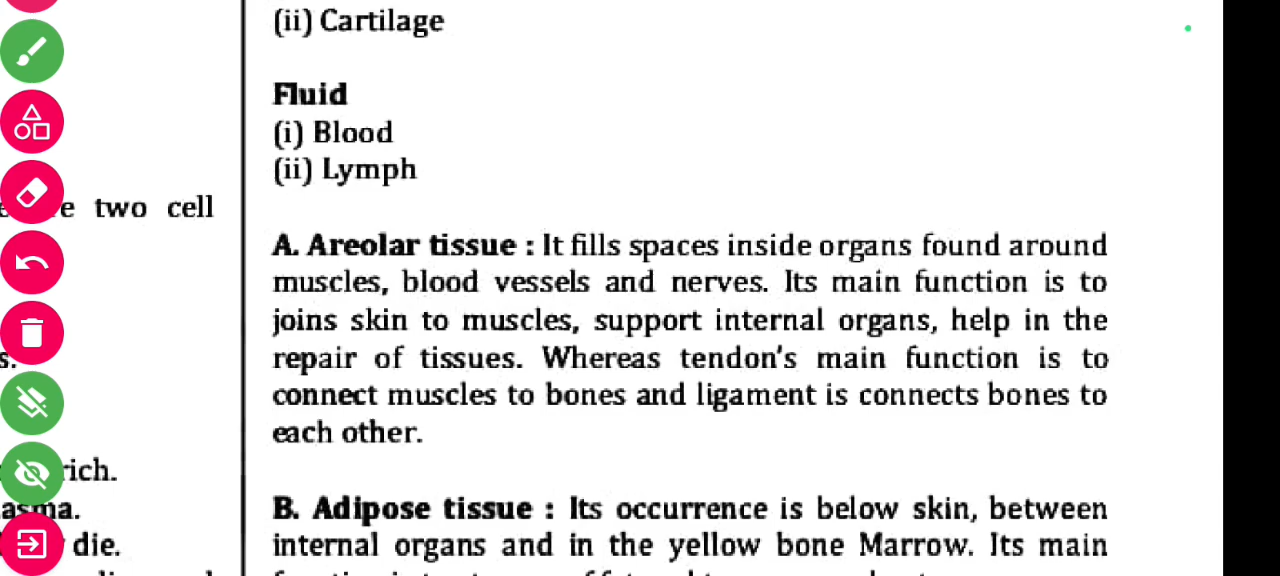 (ii) Cartilage
Fluid
(i) Blood
(ii) Lymph
two cell
A. Areolar tissue : It fills spaces inside organs found around
muscles, blood vessels and nerves. Its main function is to
joins skin to muscles, support internal organs, help in the
repair of tissues. Whereas tendon's main function is to
connect muscles to bones and ligament is connects bones to
each other.
rich.
die.
B. Adipose tissue : Its occurrence is below skin, between
internal organs and in the yellow bone Marrow. Its main